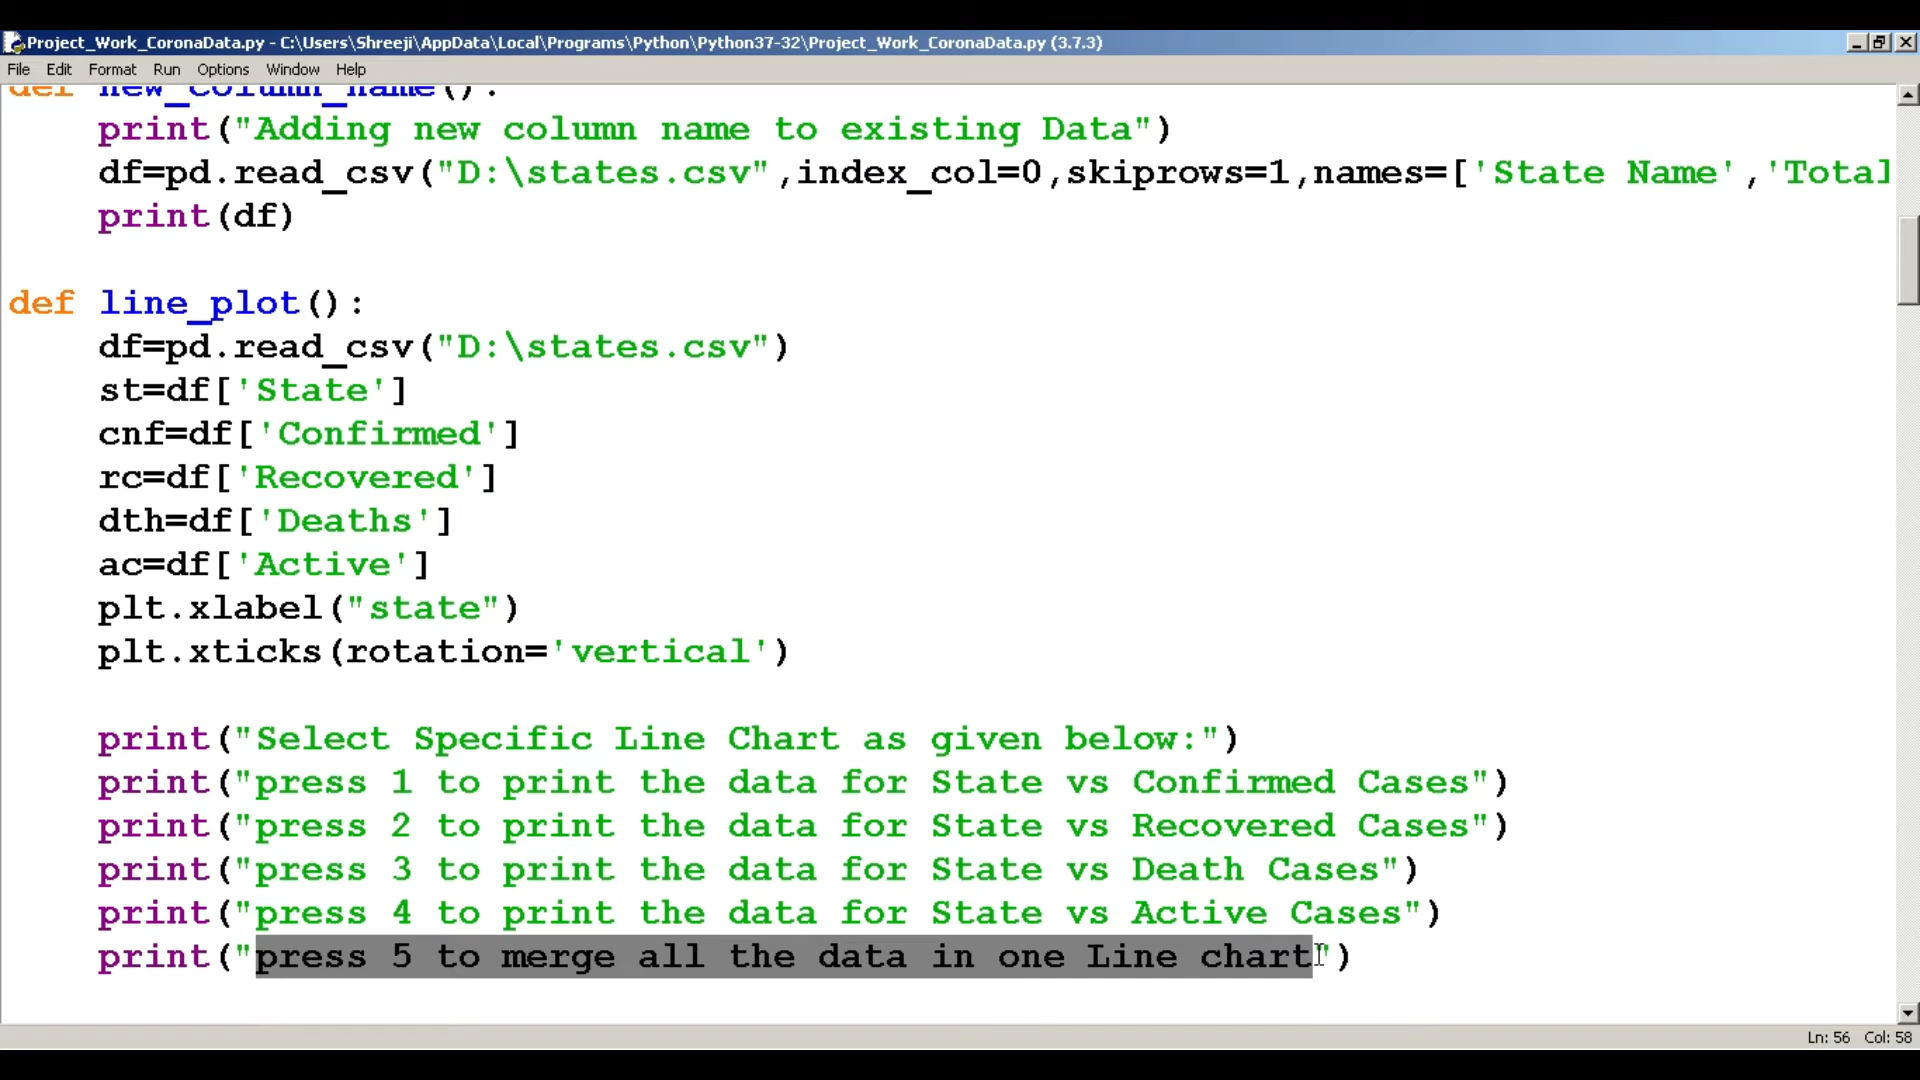 Project_Work_CoronaData.py - C:\Users\Shreeji\AppData\Local\Programs\Python\Python37-32\Project_Work_CoronaData.py (3.7.3)
File Edit Format Run Options Window Help
def new_column_name():
    print("Adding new column name to existing Data")
    df=pd.read_csv("D:\states.csv",index_col=0,skiprows=1,names=['State Name','Total
    print(df)
def line_plot():
    df=pd.read_csv("D:\states.csv")
    st=df['State']
    cnf=df['Confirmed']
    rc=df['Recovered']
    dth=df['Deaths']
    ac=df['Active']
    plt.xlabel("state")
    plt.xticks(rotation='vertical')
    print("Select Specific Line Chart as given below:")
    print("press 1 to print the data for State vs Confirmed Cases")
    print("press 2 to print the data for State vs Recovered Cases")
    print("press 3 to print the data for State vs Death Cases")
    print("press 4 to print the data for State vs Active Cases")
    print("press 5 to merge all the data in one Line chart")
Ln: 56 Col: 58